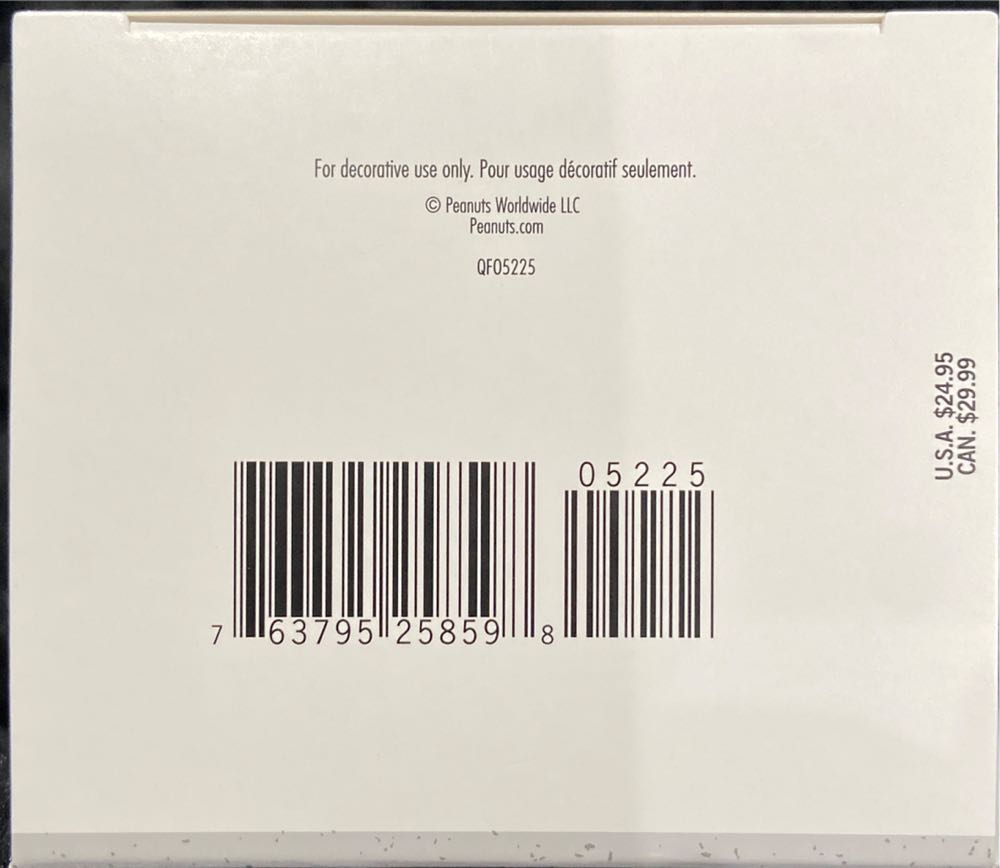 For decorative use only. Pour usage décoratif seulement.
© Peanuts Worldwide LLC
Peanuts.com
QFO5225
U.S.A. $24.95
CAN. $29.99
05225
7 63795 25859 8